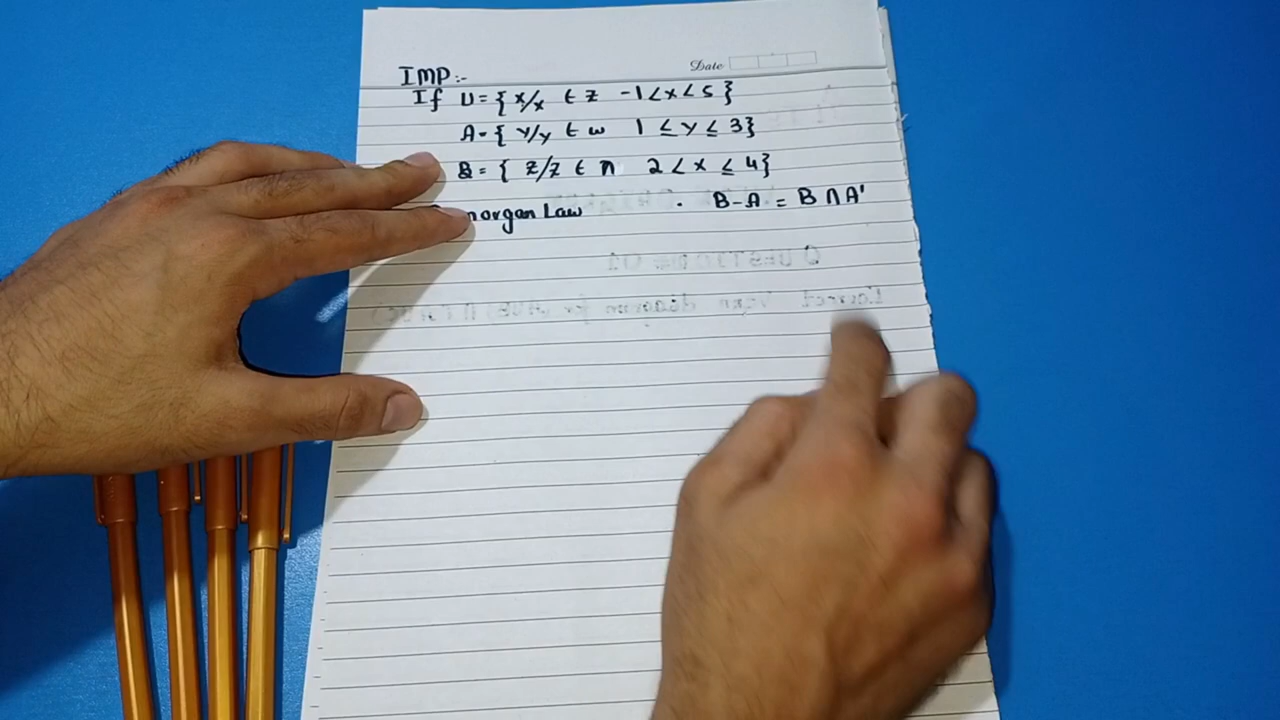 Date
IMP:-
If U = { x/x ∈ z -1 < x < 5 }
A = { y/y ∈ w 1 ≤ y ≤ 3}
B = { z/z ∈ n 2 < x ≤ 4}
morgan Law . B-A = B ∩ A'